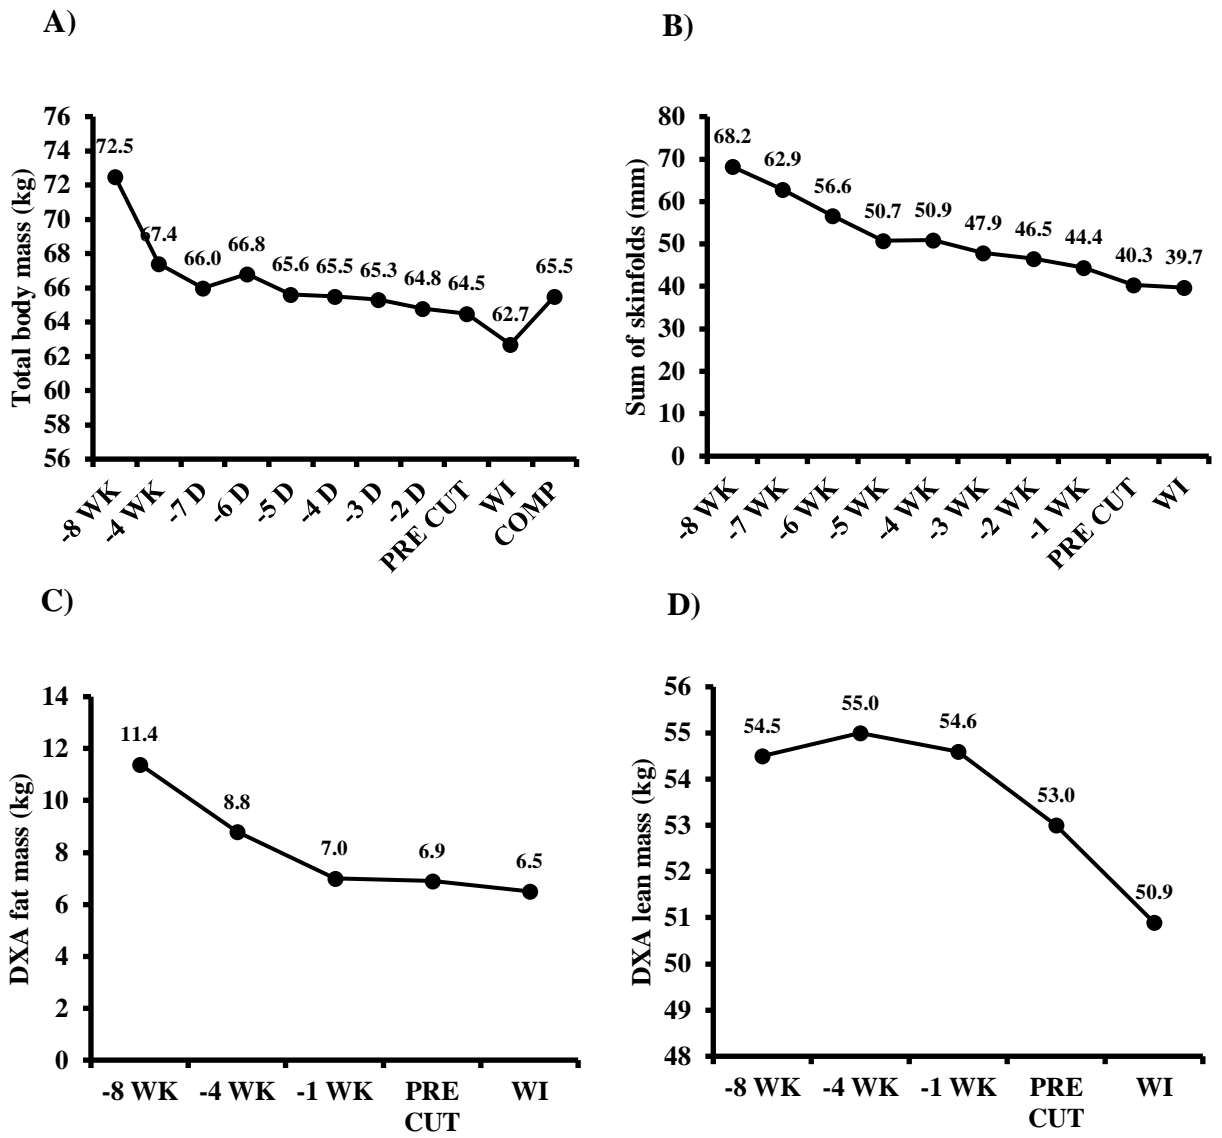 A)
Total body mass (kg)
76
74
72
70
68
66
64
62
60
58
56
72.5
67.4
66.0
66.8
65.6
65.5
65.3
64.8
64.5
62.7
65.5
-8 WK
-4 WK
-7 D
-6 D
-5 D
-4 D
-3 D
-2 D
PRE CUT
WI
COMP
B)
Sum of skinfolds (mm)
80
70
60
50
40
30
20
10
0
68.2
62.9
56.6
50.7
50.9
47.9
46.5
44.4
40.3
39.7
-8 WK
-7 WK
-6 WK
-5 WK
-4 WK
-3 WK
-2 WK
-1 WK
PRE CUT
WI
C)
DXA fat mass (kg)
14
12
10
8
6
4
2
0
11.4
8.8
7.0
6.9
6.5
-8 WK
-4 WK
-1 WK
PRE
CUT
WI
D)
DXA lean mass (kg)
56
55
54
53
52
51
50
49
48
54.5
55.0
54.6
53.0
50.9
-8 WK
-4 WK
-1 WK
PRE
CUT
WI